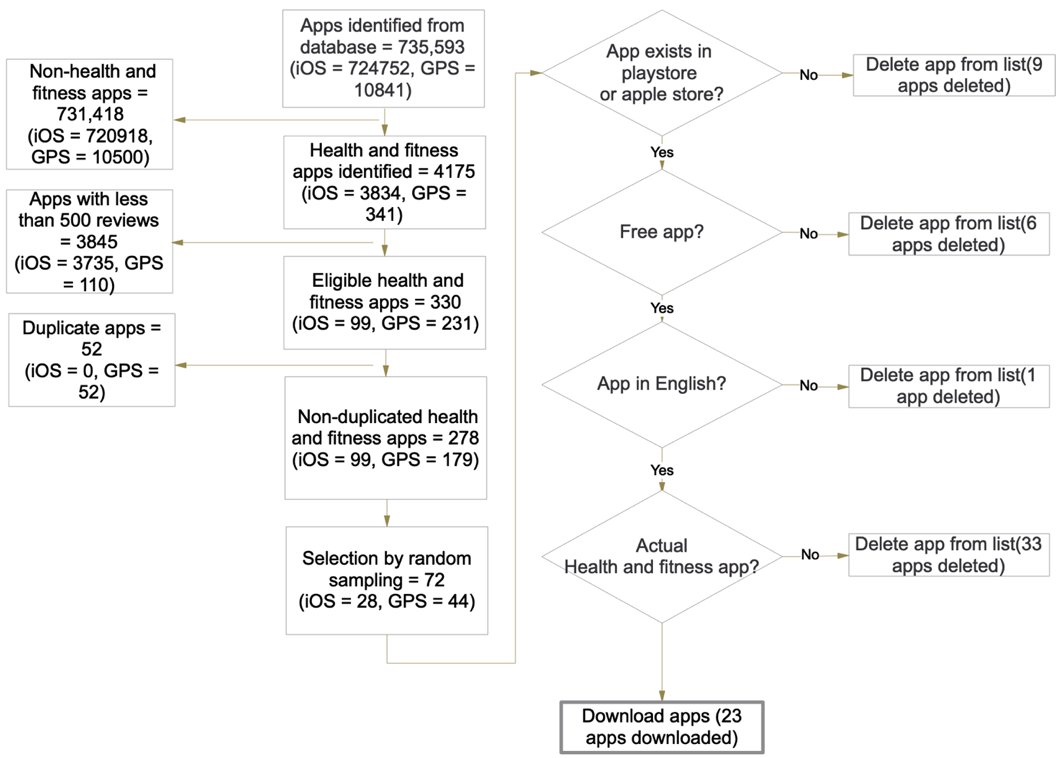 Apps identified from
database = 735,593
(iOS = 724752, GPS =
10841)
Non-health and
fitness apps =
731,418
(iOS = 720918,
GPS = 10500)
Health and fitness
apps identified = 4175
(iOS = 3834, GPS =
341)
Apps with less
than 500 reviews
= 3845
(iOS = 3735, GPS
= 110)
Eligible health and
fitness apps = 330
(iOS = 99, GPS = 231)
Duplicate apps =
52
(iOS = 0, GPS =
52)
Non-duplicated health
and fitness apps = 278
(iOS = 99, GPS = 179)
Selection by random
sampling = 72
(iOS = 28, GPS = 44)
App exists in
playstore
or apple store?
No
Delete app from list(9
apps deleted)
Yes
Free app?
No
Delete app from list(6
apps deleted)
Yes
App in English?
No
Delete app from list(1
app deleted)
Yes
Actual
Health and fitness app?
No
Delete app from list(33
apps deleted)
Download apps (23
apps downloaded)